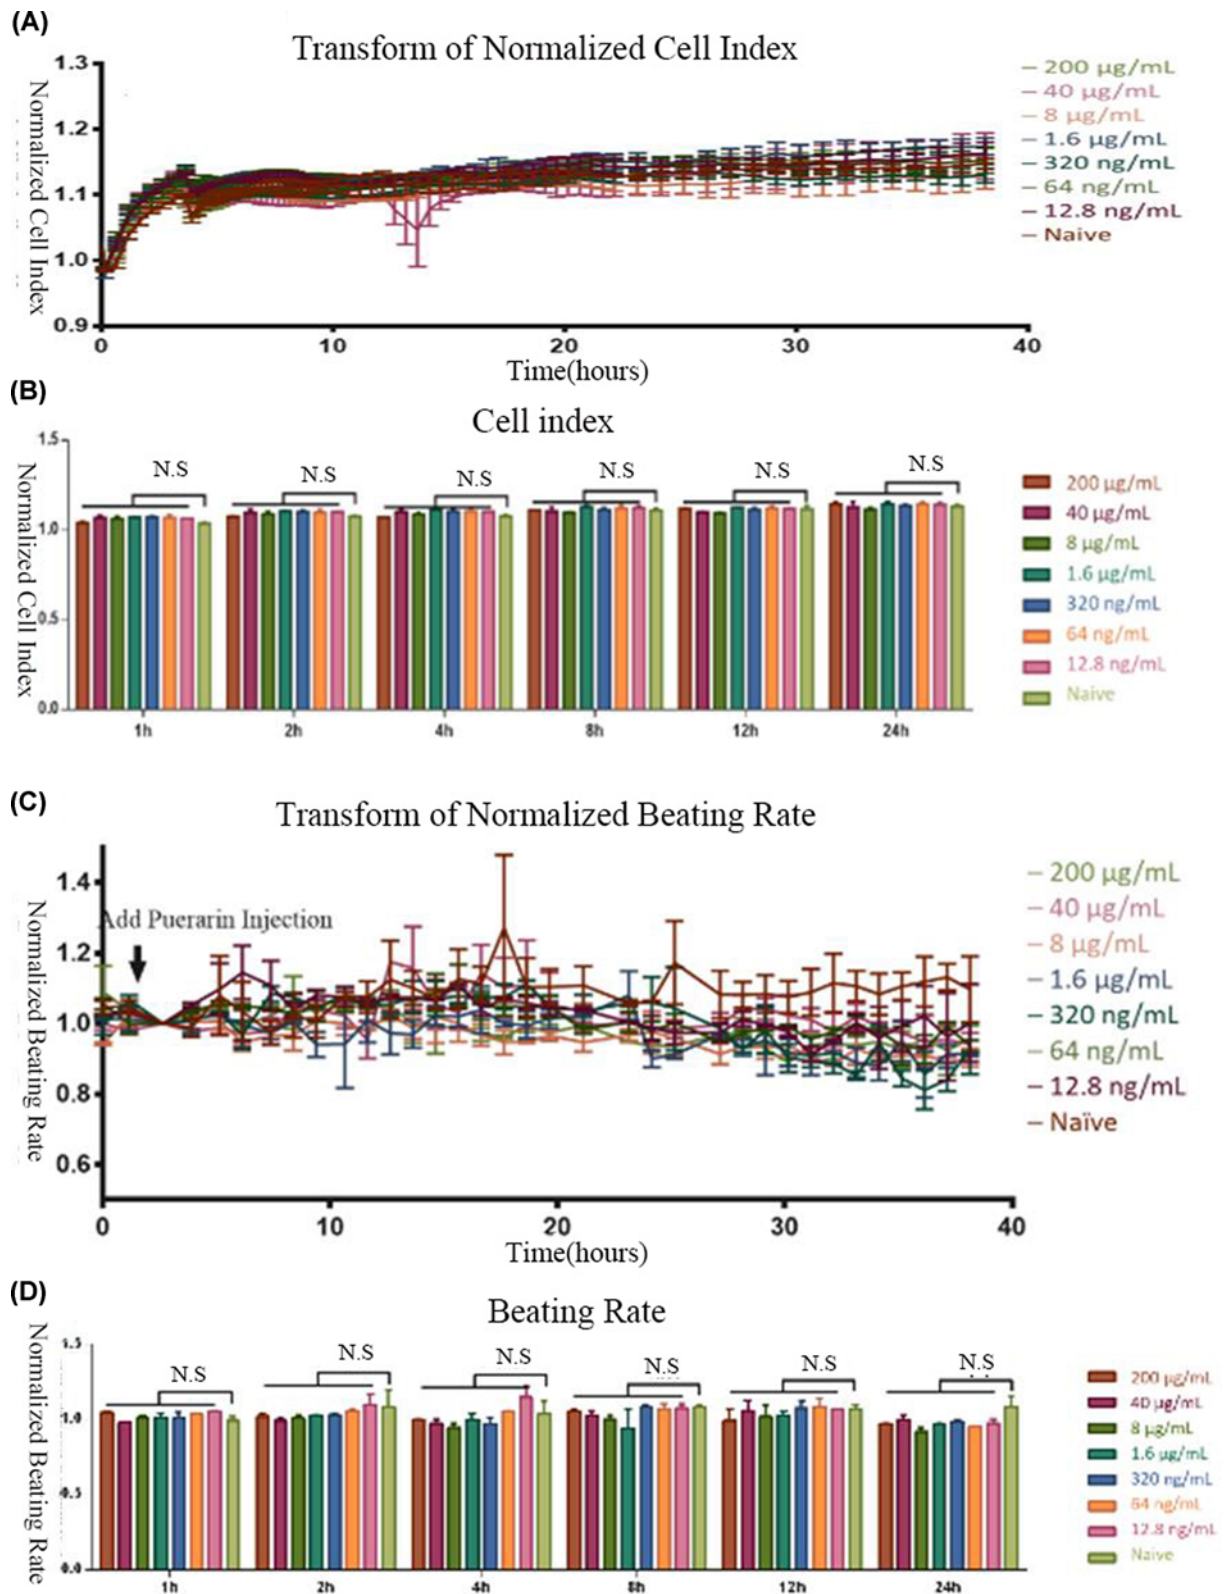 (A)
Transform of Normalized Cell Index
Normalized Cell Index
1.3
1.2
1.1
1.0
0.9
0
10
20
30
40
Time(hours)
200 µg/mL
40 µg/mL
8 µg/mL
1.6 µg/mL
320 ng/mL
64 ng/mL
12.8 ng/mL
Naive
(B)
Cell index
Normalized Cell Index
1.5
1.0
0.5
0.0
N.S
N.S
N.S
N.S
N.S
N.S
1h
2h
4h
8h
12h
24h
200 µg/mL
40 µg/mL
8 µg/mL
1.6 µg/mL
320 ng/mL
64 ng/mL
12.8 ng/mL
Naive
(C)
Transform of Normalized Beating Rate
Normalized Beating Rate
1.4
1.2
1.0
0.8
0.6
Add Puerarin Injection
0
10
20
30
40
Time(hours)
200 µg/mL
40 µg/mL
8 µg/mL
1.6 µg/mL
320 ng/mL
64 ng/mL
12.8 ng/mL
Naïve
(D)
Beating Rate
Normalized Beating Rate
1.5
1.0
0.5
0.0
N.S
N.S
N.S
N.S
N.S
N.S
1h
2h
4h
8h
12h
24h
200 µg/mL
40 µg/mL
8 µg/mL
1.6 µg/mL
320 ng/mL
64 ng/mL
12.8 ng/mL
Naive